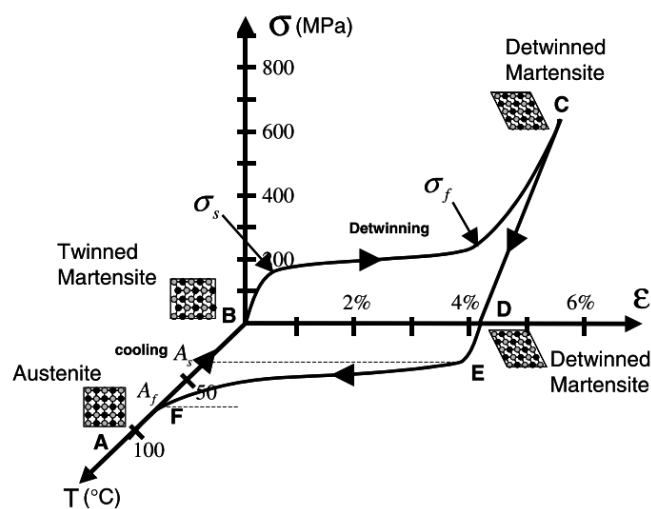 σ (MPa)
Detwinned
Martensite
800
C
600
σf
400
σs
Detwinning
Twinned
Martensite
200
B
2%
4%
D
6%
ε
cooling
As
Detwinned
Martensite
E
Austenite
Af
50
F
A
100
T (°C)